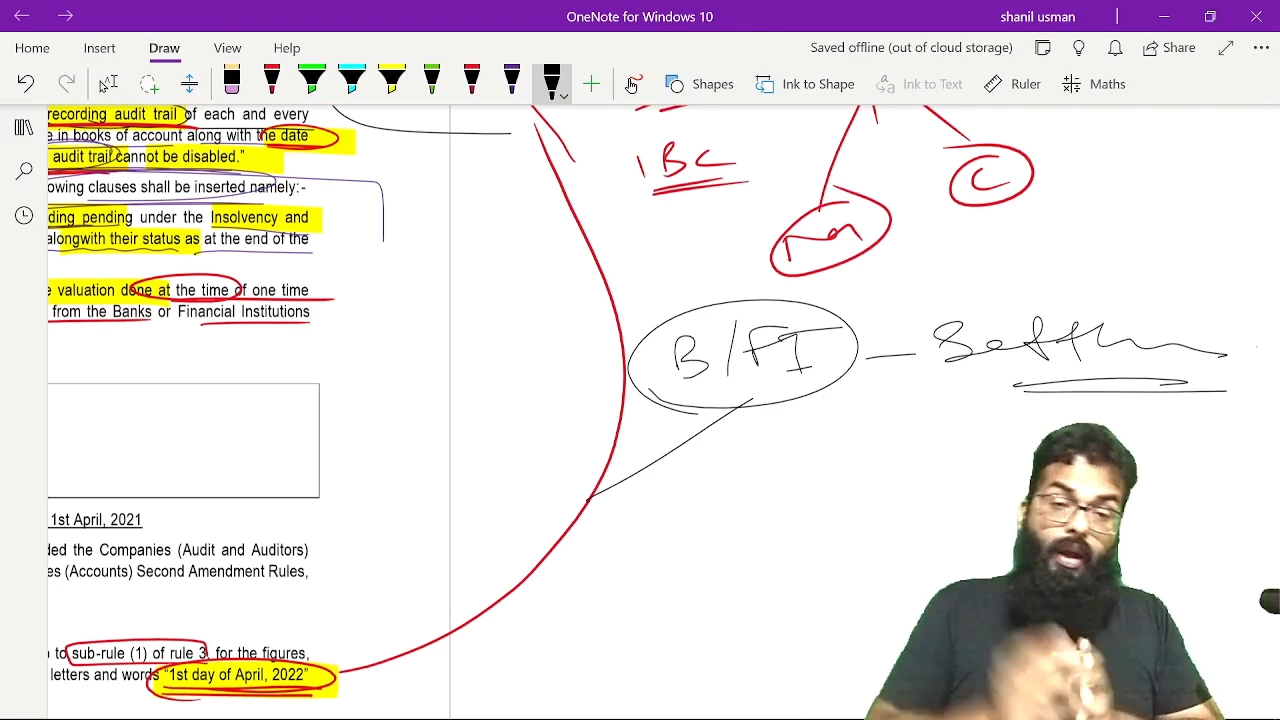 OneNote for Windows 10
shanil usman
Home Insert Draw View Help
Saved offline (out of cloud storage)
Share
Shapes
Ink to Shape
Ink to Text
Ruler
Maths
recording audit trail of each and every
e in books of account along with the date
audit trail cannot be disabled."
owing clauses shall be inserted namely:-
ding pending under the Insolvency and
alongwith their status as at the end of the
e valuation done at the time of one time
from the Banks or Financial Institutions
IBC
C
B/FI
1st April, 2021
ded the Companies (Audit and Auditors)
es (Accounts) Second Amendment Rules,
to sub-rule (1) of rule 3, for the figures,
letters and words "1st day of April, 2022"